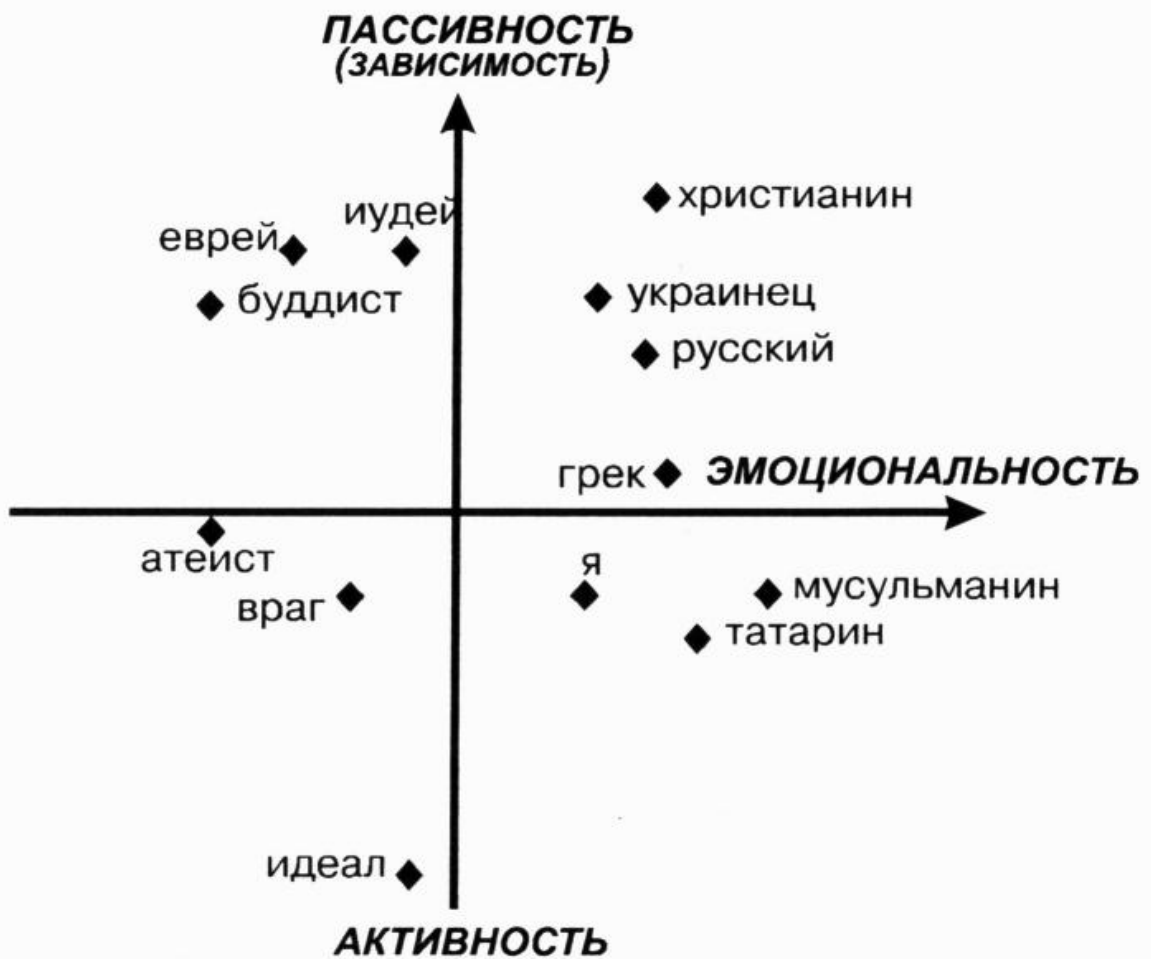 ПАССИВНОСТЬ
(ЗАВИСИМОСТЬ)
христианин
иудей
еврей
буддист
украинец
русский
грек
ЭМОЦИОНАЛЬНОСТЬ
атеист
я
враг
мусульманин
татарин
идеал
АКТИВНОСТЬ